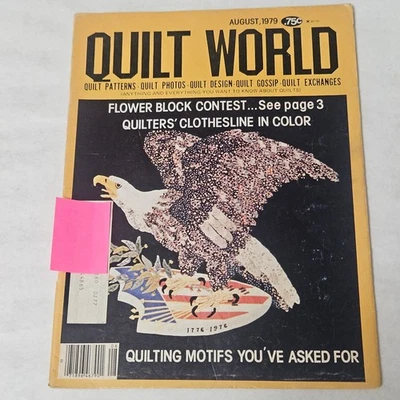 AUGUST, 1979 75¢
QUILT WORLD
QUILT PATTERNS · QUILT PHOTOS · QUILT DESIGN · QUILT GOSSIP · QUILT EXCHANGES
(ANYTHING AND EVERYTHING YOU WANT TO KNOW ABOUT QUILTS)
FLOWER BLOCK CONTEST...See page 3
QUILTERS' CLOTHESLINE IN COLOR
1776-1976
QUILTING MOTIFS YOU'VE ASKED FOR